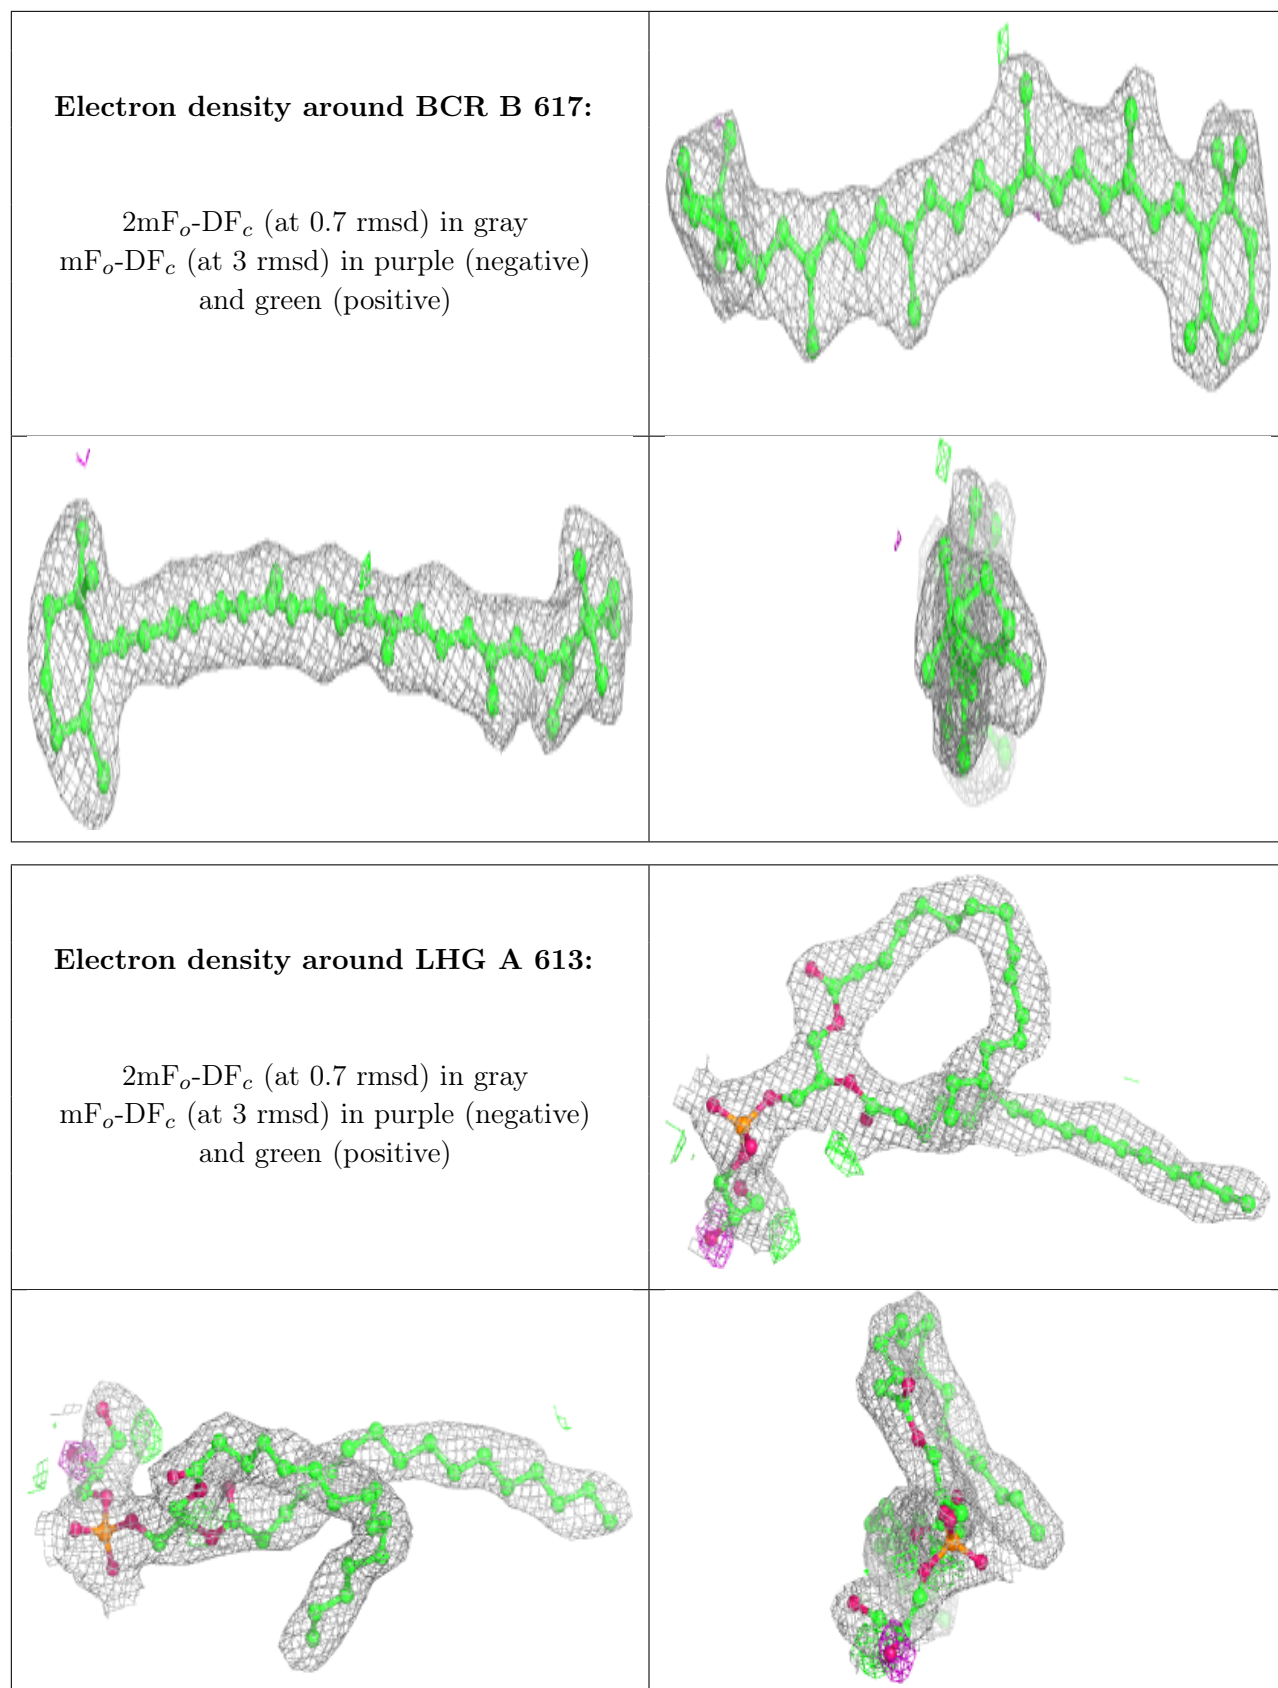 Electron density around BCR B 617:
2mFₒ-DF𝒸 (at 0.7 rmsd) in gray
mFₒ-DF𝒸 (at 3 rmsd) in purple (negative)
and green (positive)
Electron density around LHG A 613:
2mFₒ-DF𝒸 (at 0.7 rmsd) in gray
mFₒ-DF𝒸 (at 3 rmsd) in purple (negative)
and green (positive)